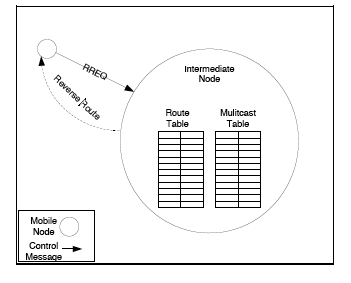 RREQ
Reverse Route
Intermediate
Node
Route
Table
Mulitcast
Table
Mobile
Node
Control
Message